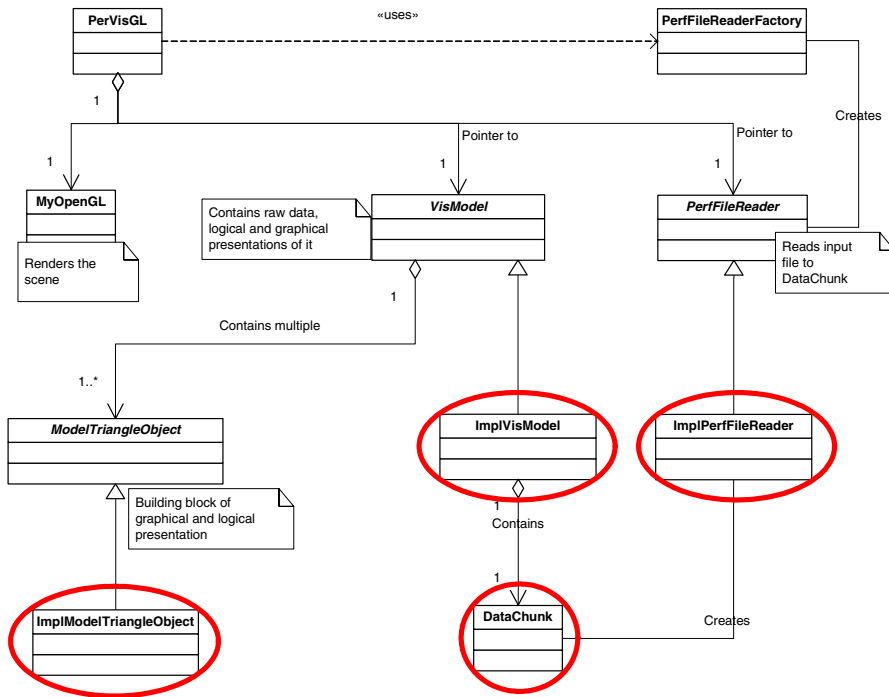 PerVisGL
«uses»
PerfFileReaderFactory
1
Creates
Pointer to
Pointer to
1
1
1
MyOpenGL
Contains raw data,
logical and graphical
presentations of it
VisModel
PerfFileReader
Renders the
scene
Reads input
file to
DataChunk
1
Contains multiple
1..*
ModelTriangleObject
ImplVisModel
ImplPerfFileReader
Building block of
graphical and logical
presentation
1
Contains
1
ImplModelTriangleObject
DataChunk
Creates